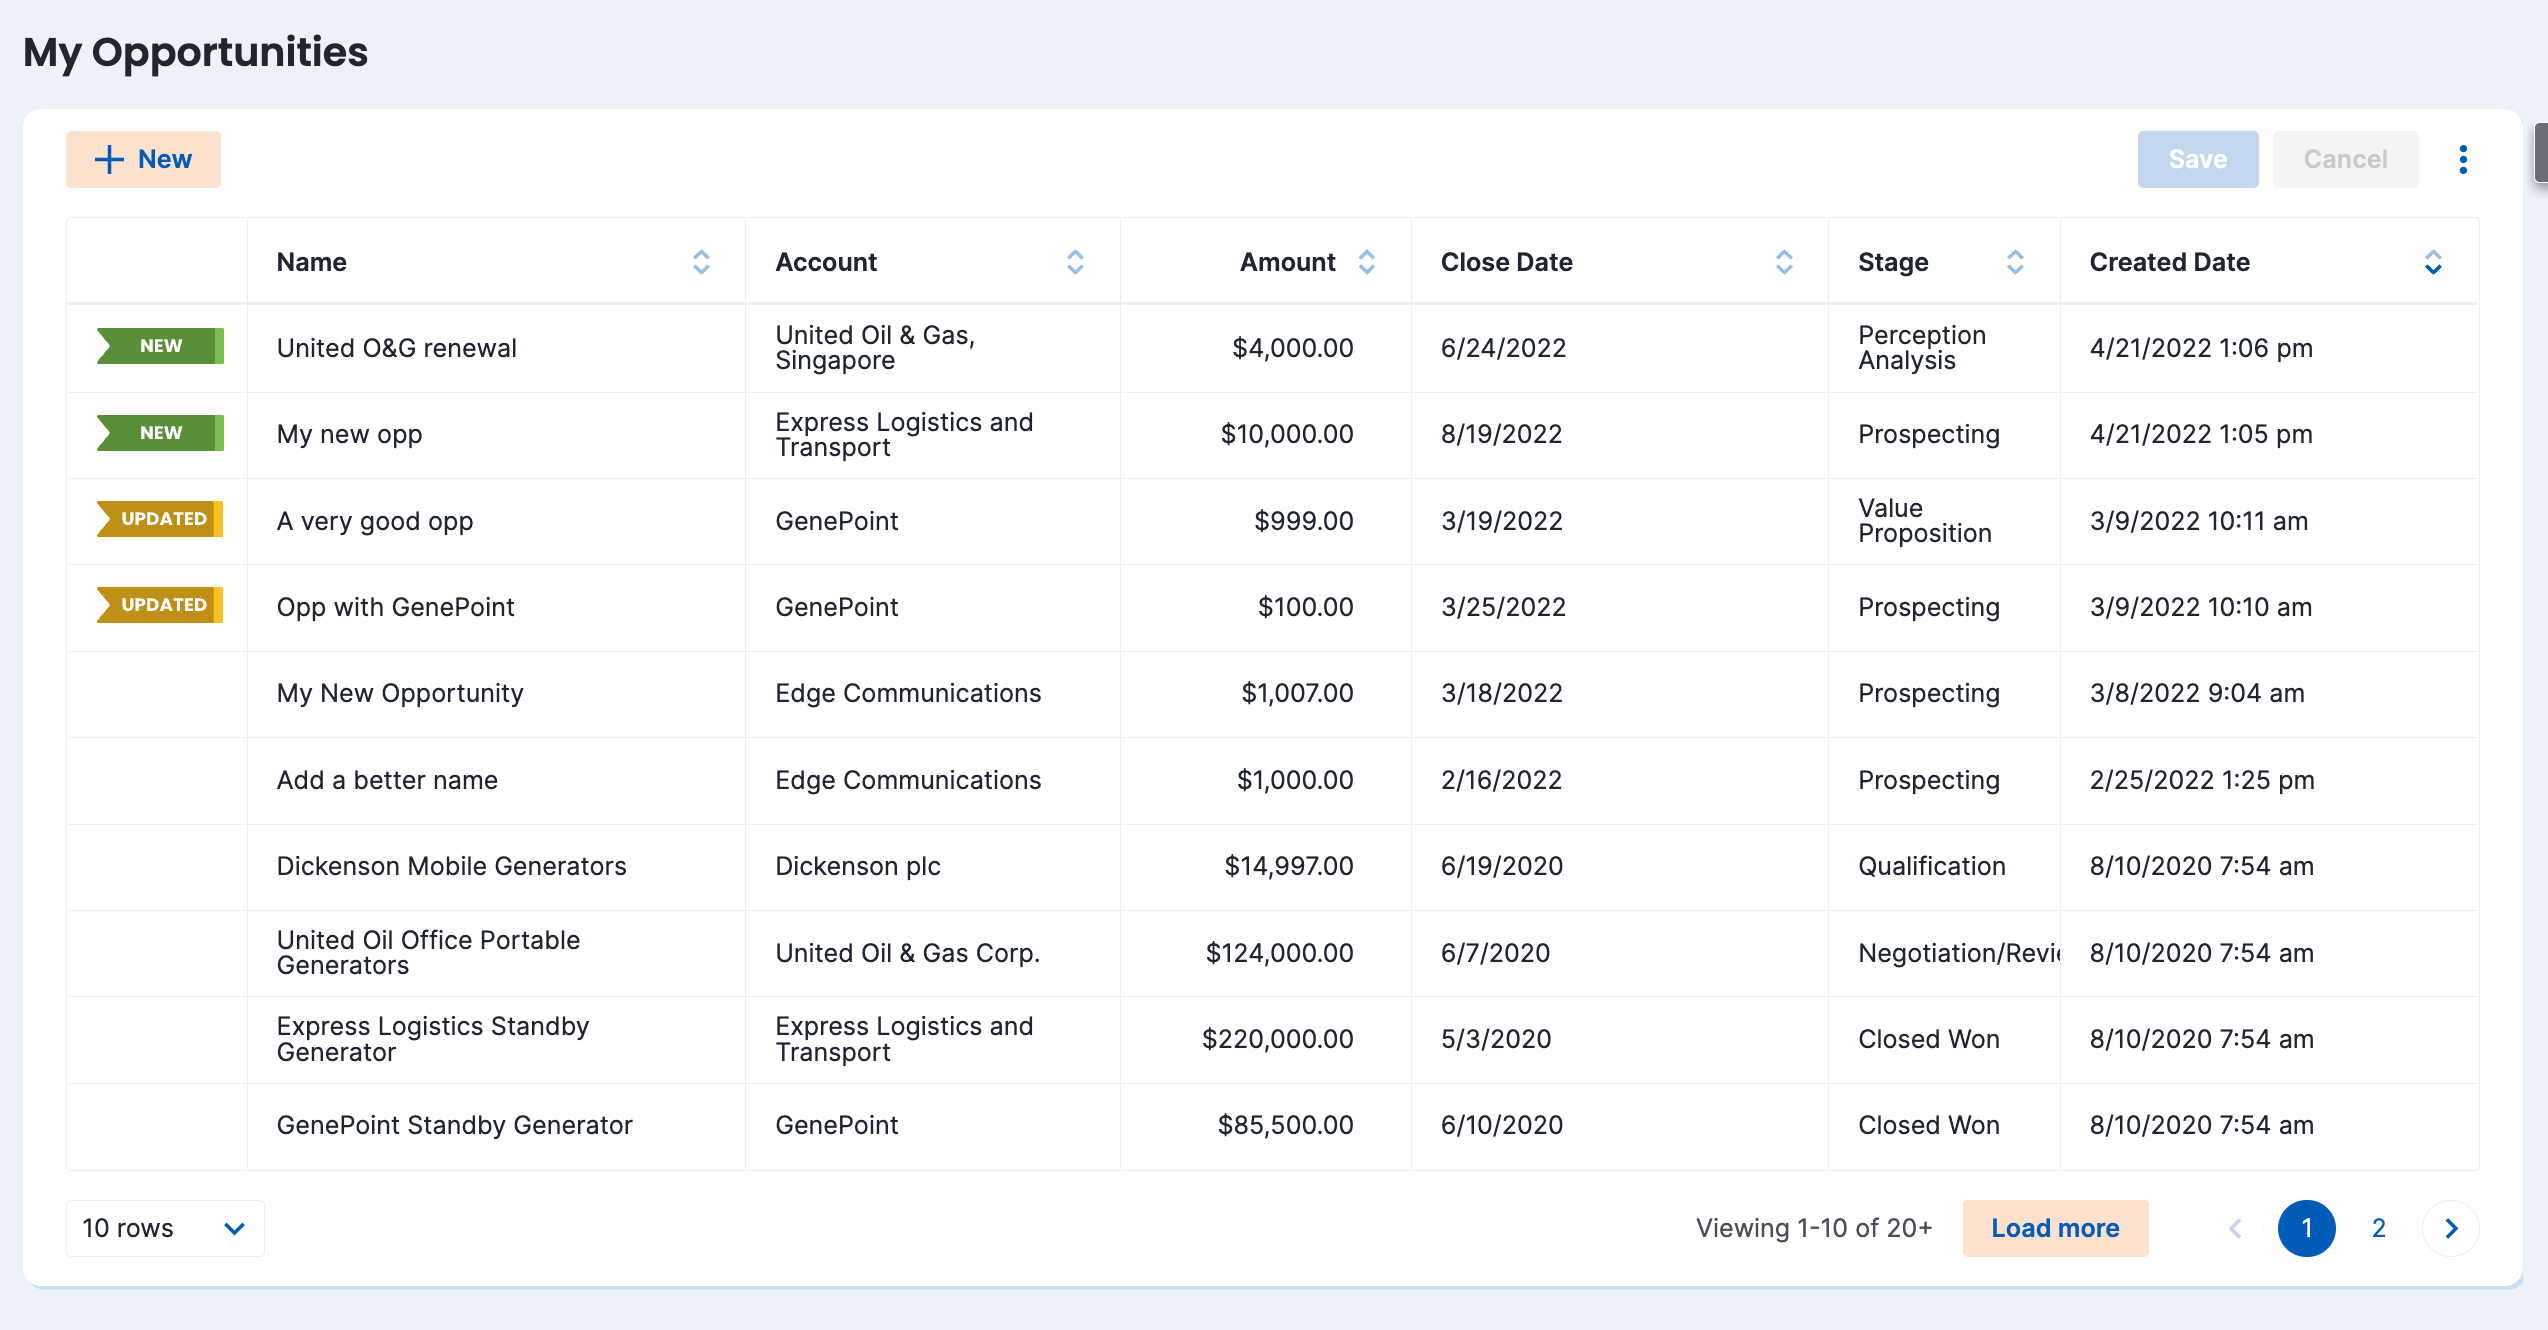 My Opportunities
New
Save
Cancel
Name
Account
Amount
Close Date
Stage
Created Date
NEW
United O&G renewal
United Oil & Gas,
Singapore
$4,000.00
6/24/2022
Perception
Analysis
4/21/2022 1:06 pm
NEW
My new opp
Express Logistics and
Transport
$10,000.00
8/19/2022
Prospecting
4/21/2022 1:05 pm
UPDATED
A very good opp
GenePoint
$999.00
3/19/2022
Value
Proposition
3/9/2022 10:11 am
UPDATED
Opp with GenePoint
GenePoint
$100.00
3/25/2022
Prospecting
3/9/2022 10:10 am
My New Opportunity
Edge Communications
$1,007.00
3/18/2022
Prospecting
3/8/2022 9:04 am
Add a better name
Edge Communications
$1,000.00
2/16/2022
Prospecting
2/25/2022 1:25 pm
Dickenson Mobile Generators
Dickenson plc
$14,997.00
6/19/2020
Qualification
8/10/2020 7:54 am
United Oil Office Portable
Generators
United Oil & Gas Corp.
$124,000.00
6/7/2020
Negotiation/Revie
8/10/2020 7:54 am
Express Logistics Standby
Generator
Express Logistics and
Transport
$220,000.00
5/3/2020
Closed Won
8/10/2020 7:54 am
GenePoint Standby Generator
GenePoint
$85,500.00
6/10/2020
Closed Won
8/10/2020 7:54 am
10 rows
Viewing 1-10 of 20+
Load more
1
2